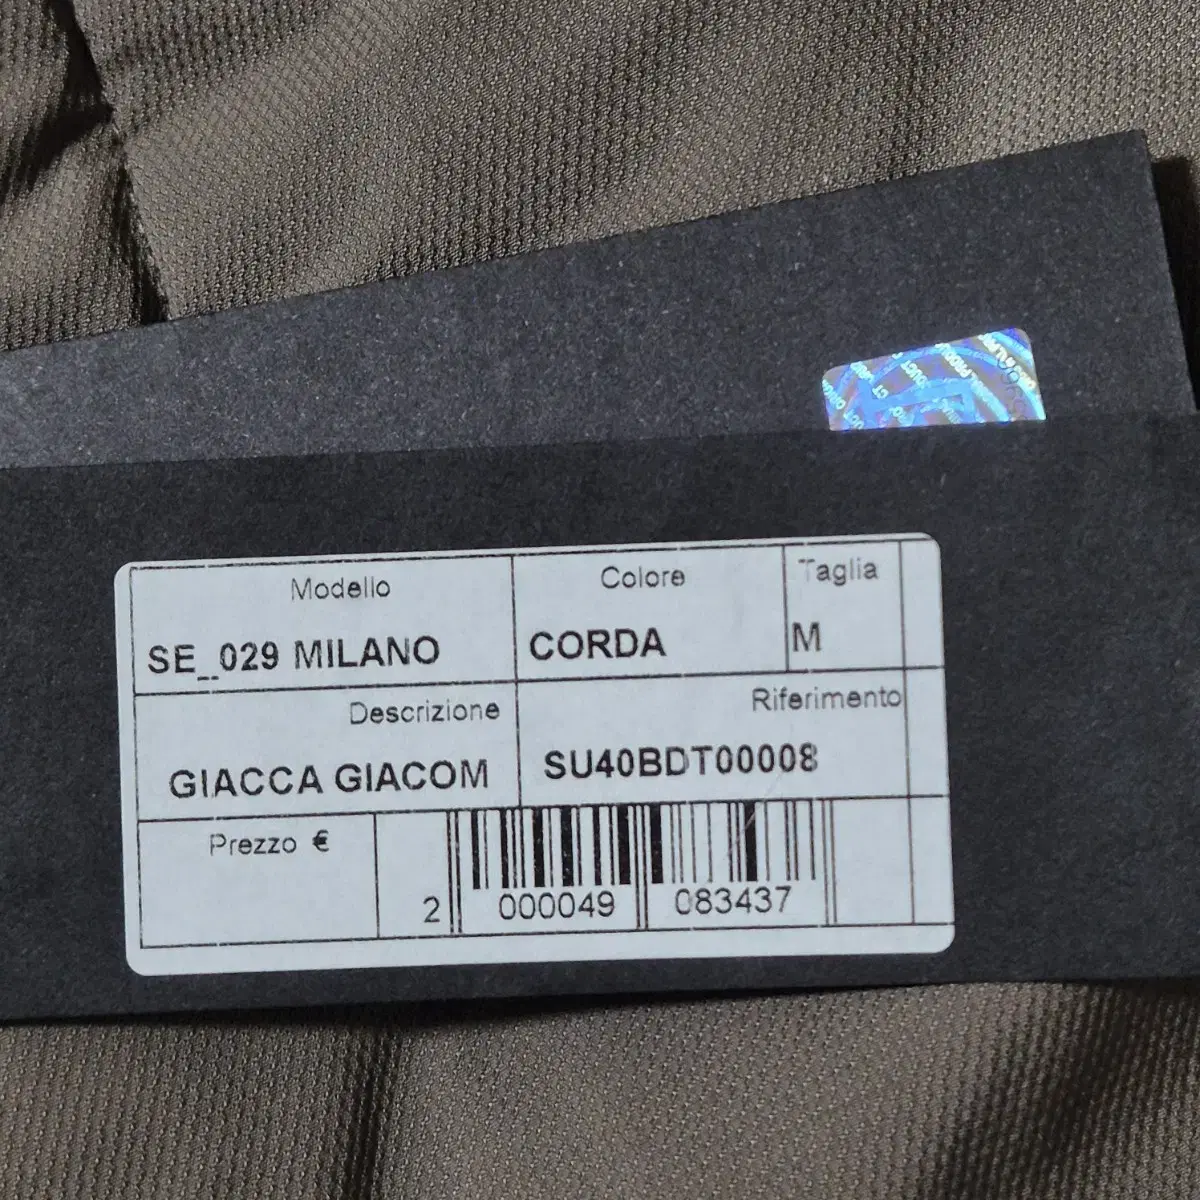 Modello
Colore
Taglia
SE_029 MILANO
CORDA
M
Descrizione
Riferimento
GIACCA GIACOM
SU40BDT00008
Prezzo €
2 000049 083437